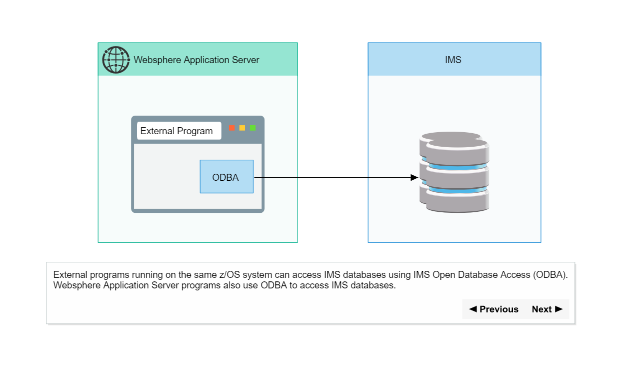 Websphere Application Server
IMS
External Program
ODBA
External programs running on the same z/OS system can access IMS databases using IMS Open Database Access (ODBA).
Websphere Application Server programs also use ODBA to access IMS databases.
◀ Previous Next ▶